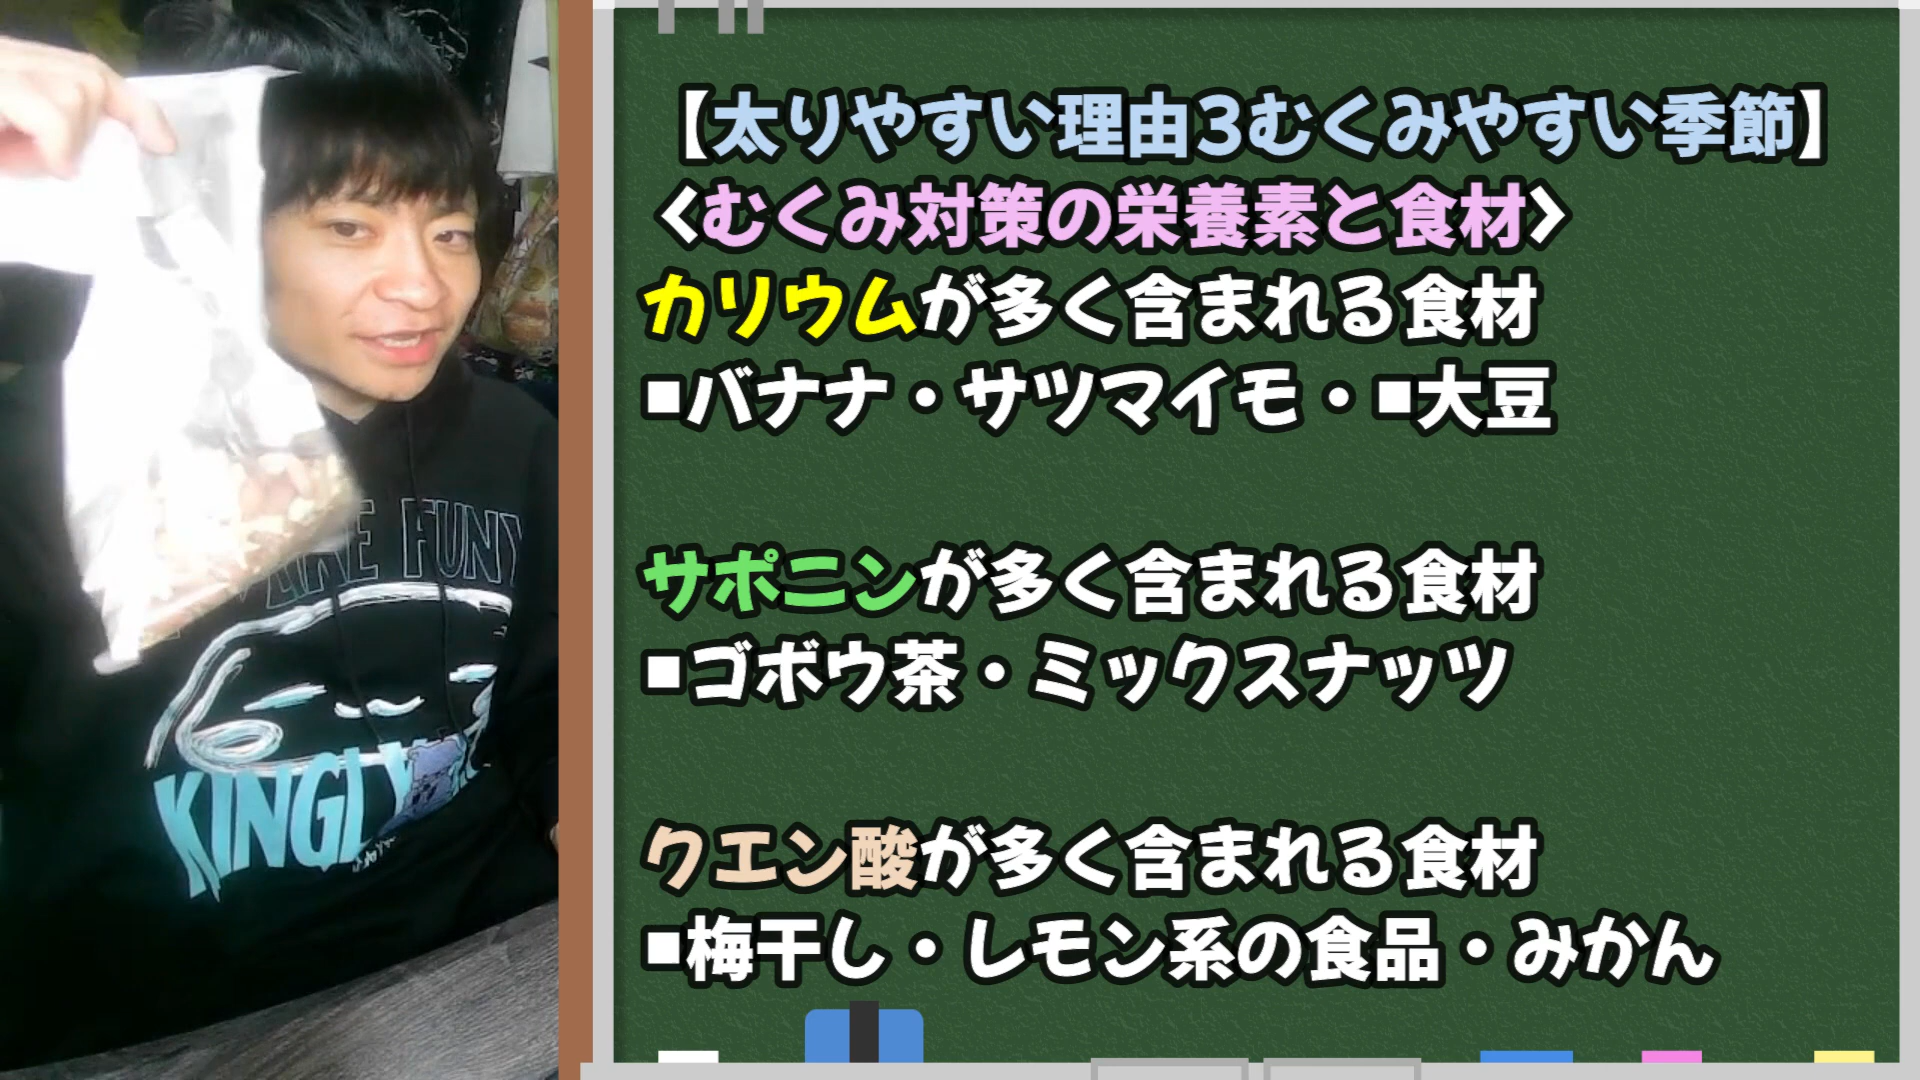 【太りやすい理由3むくみやすい季節】
<むくみ対策の栄養素と食材>
カリウムが多く含まれる食材
■バナナ・サツマイモ・■大豆
サポニンが多く含まれる食材
■ゴボウ茶・ミックスナッツ
クエン酸が多く含まれる食材
■梅干し・レモン系の食品・みかん
FUNY
KINGLY